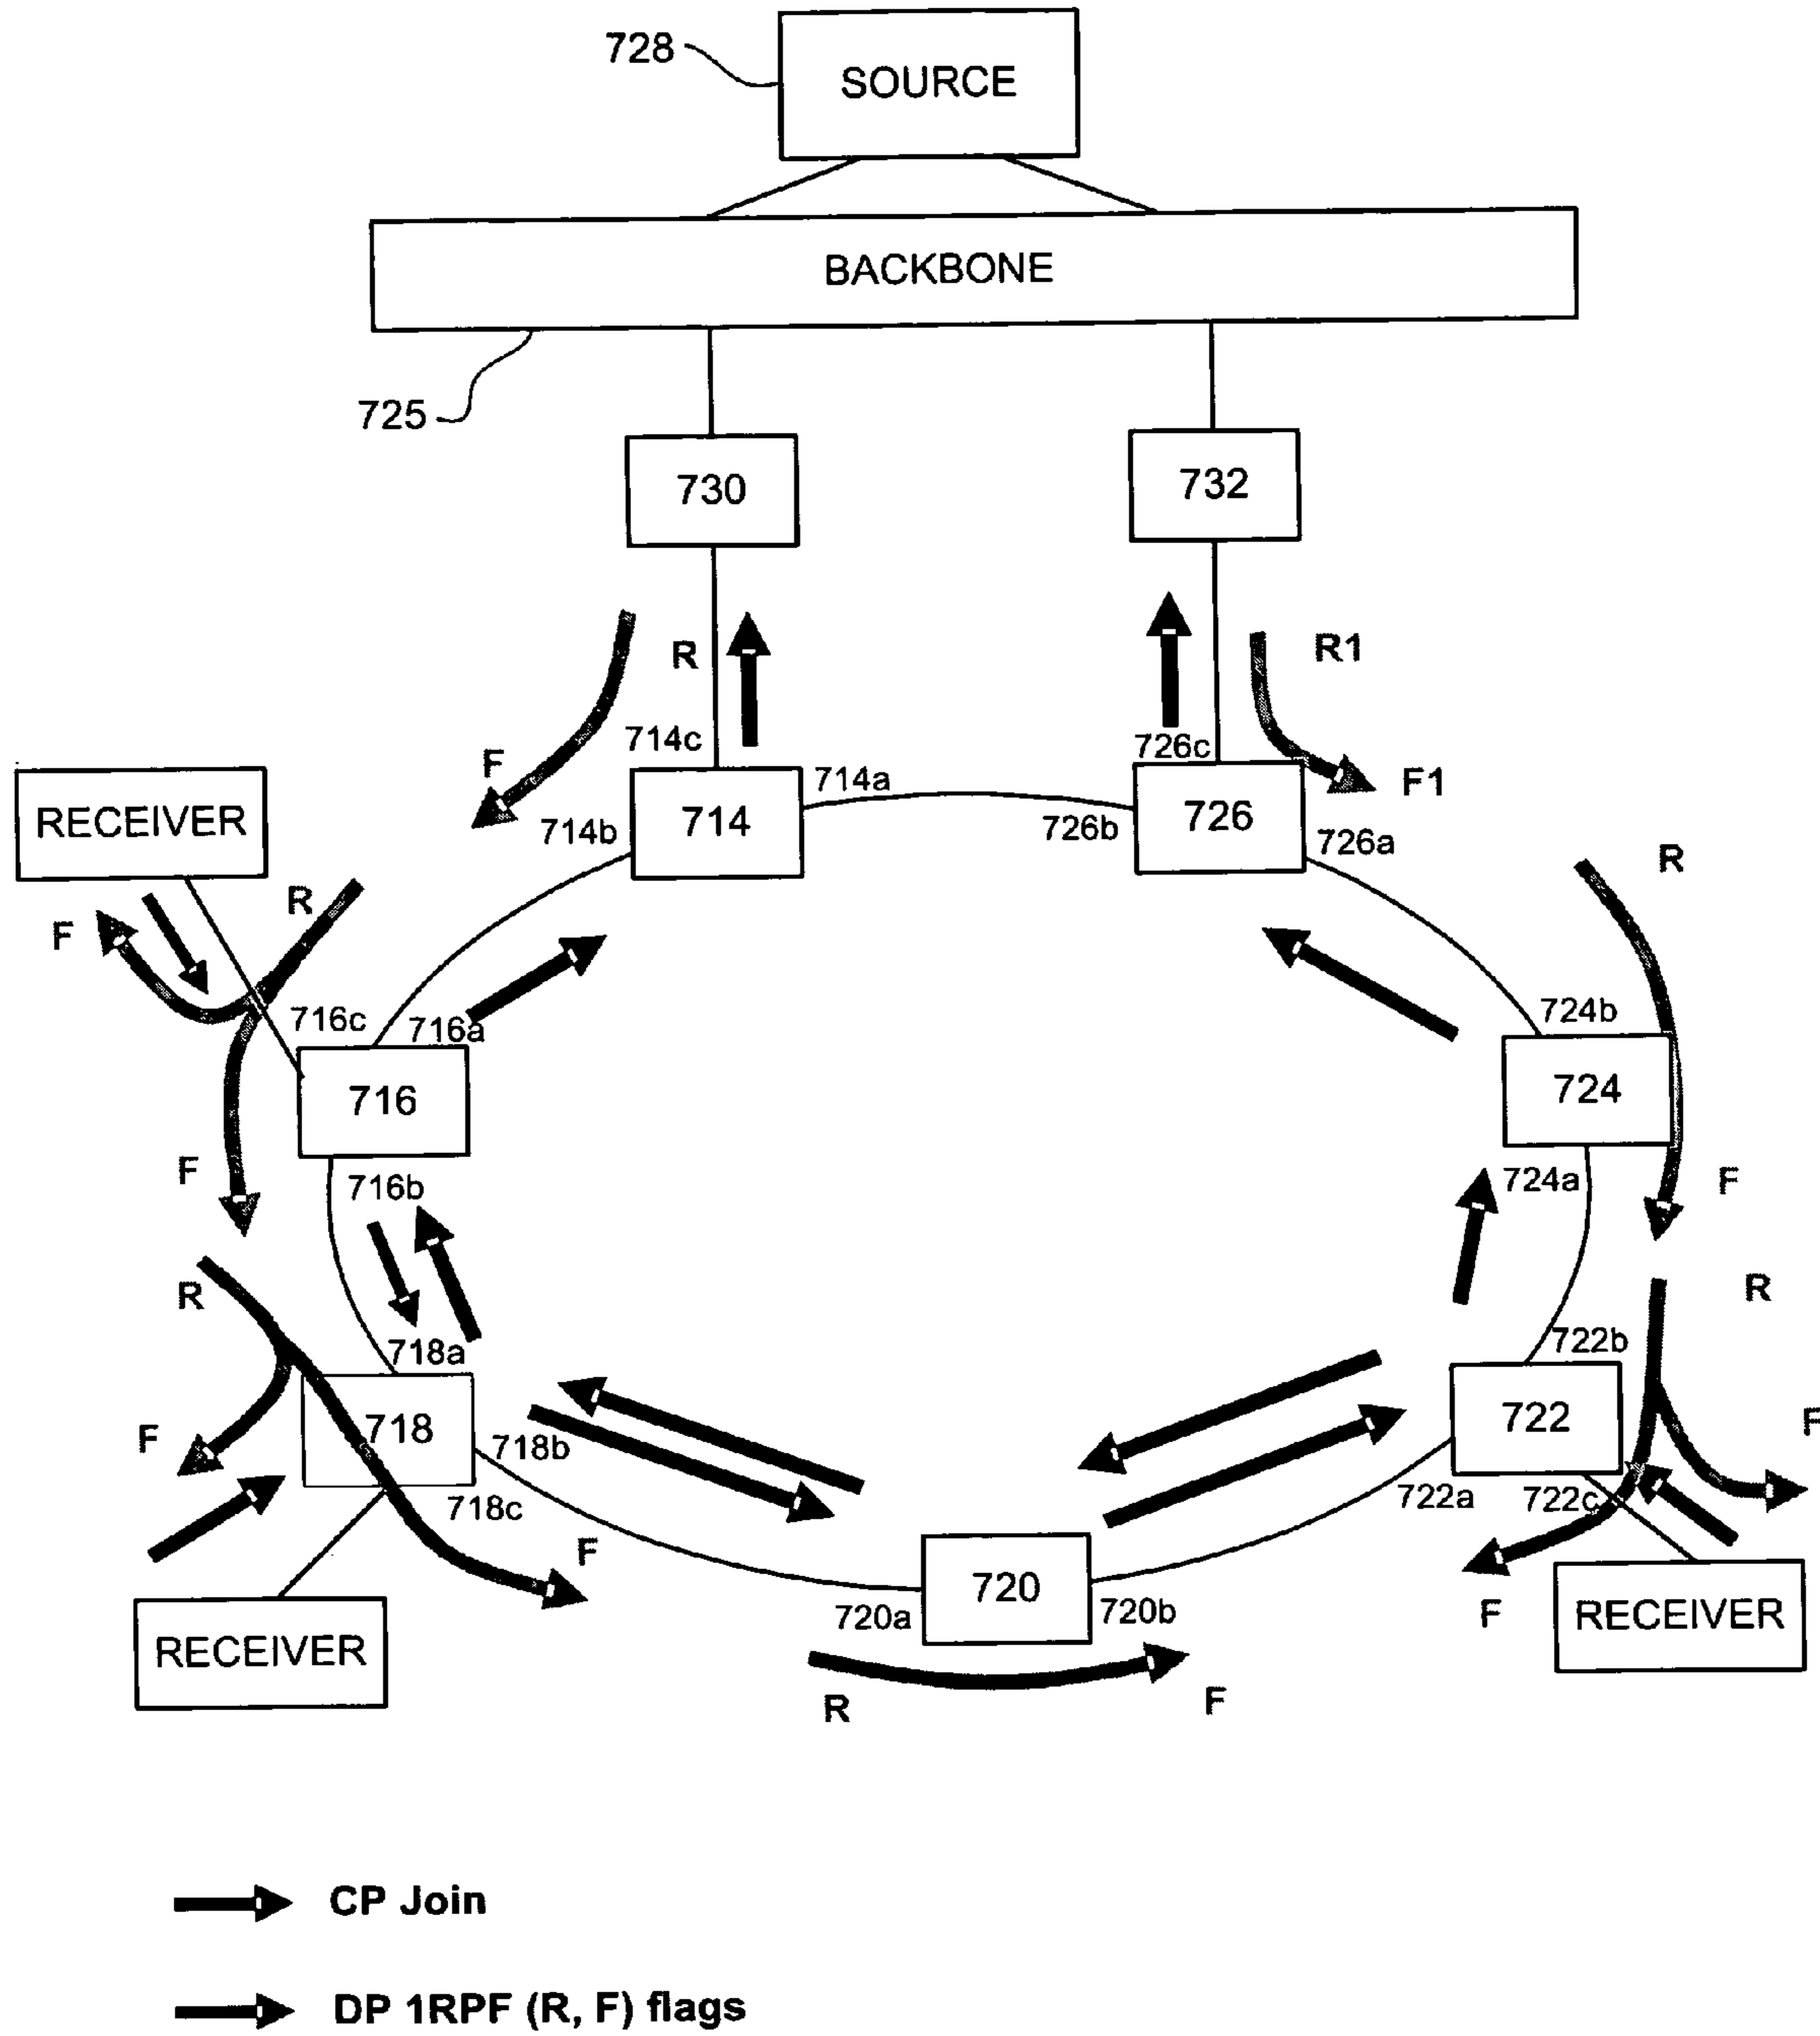 728
SOURCE
BACKBONE
725
730
732
R
R1
714c
726c
F
714a
F1
RECEIVER
714b
714
726b
726
726a
R
R
F
716c
716a
724b
716
724
F
716b
724a
F
R
R
718a
722b
718
722
F
F
718b
718c
722a
722c
F
720
720a
720b
F
RECEIVER
RECEIVER
R
F
CP Join
DP 1RPF (R, F) flags